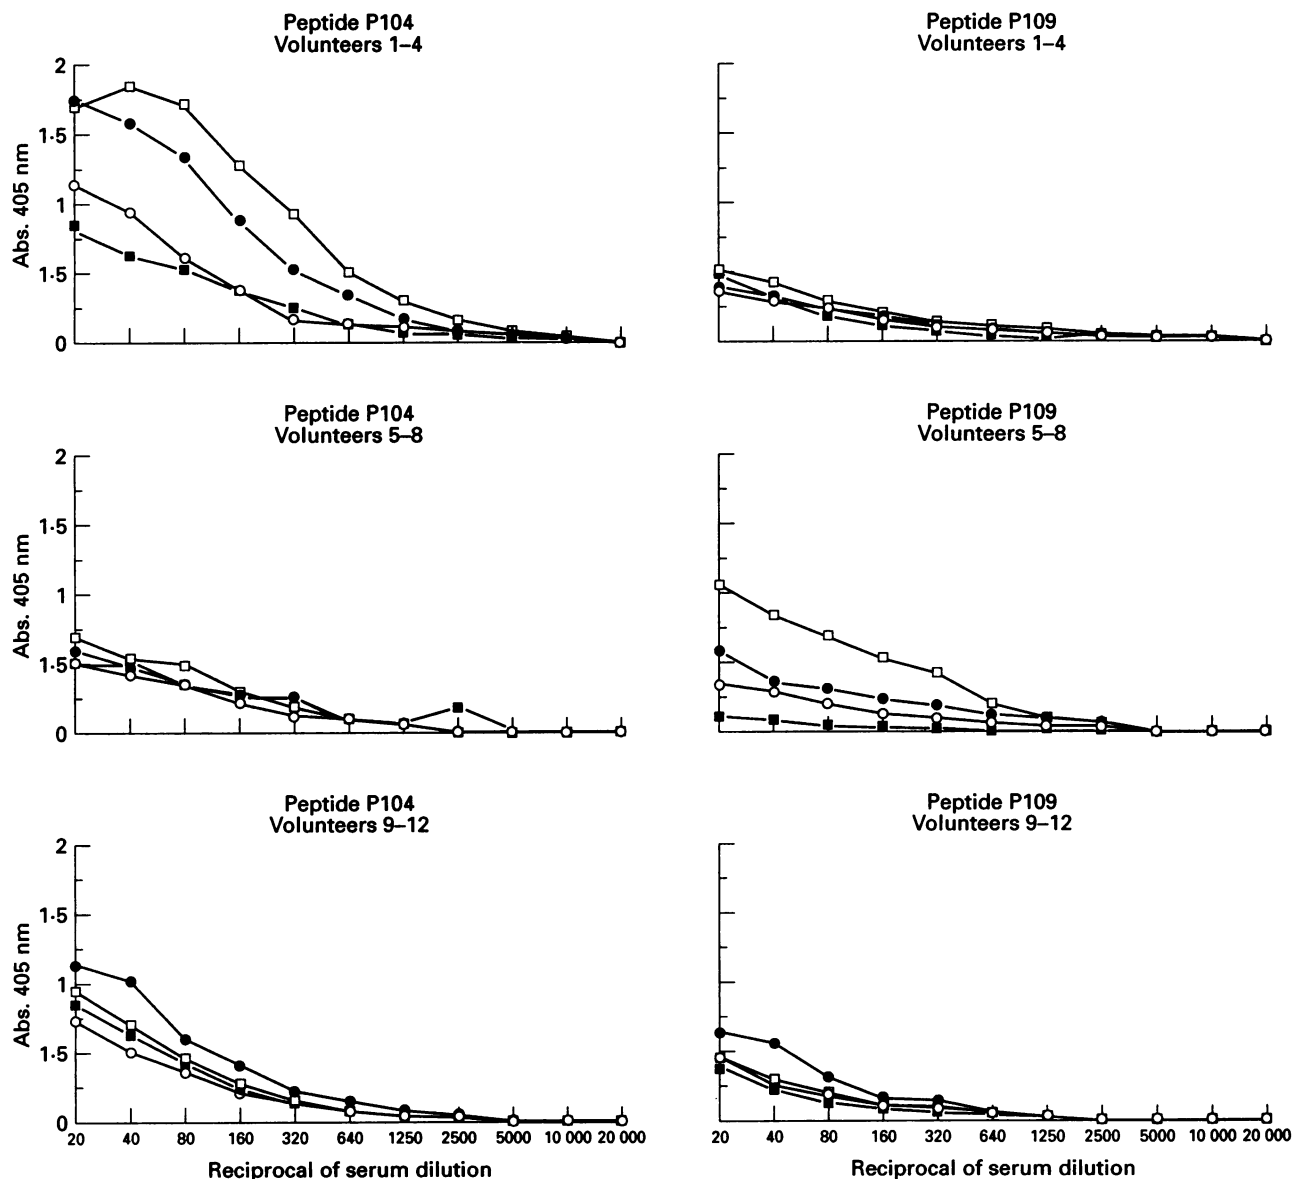 Peptide P104
Volunteers 1–4
Peptide P109
Volunteers 1–4
Abs. 405 nm
2
1·5
1
1·5
0
Peptide P104
Volunteers 5–8
Peptide P109
Volunteers 5–8
Abs. 405 nm
2
1·5
1
1·5
0
Peptide P104
Volunteers 9–12
Peptide P109
Volunteers 9–12
Abs. 405 nm
2
1·5
1
1·5
0
20 40 80 160 320 640 1250 2500 5000 10 000 20 000
20 40 80 160 320 640 1250 2500 5000 10 000 20 000
Reciprocal of serum dilution
Reciprocal of serum dilution